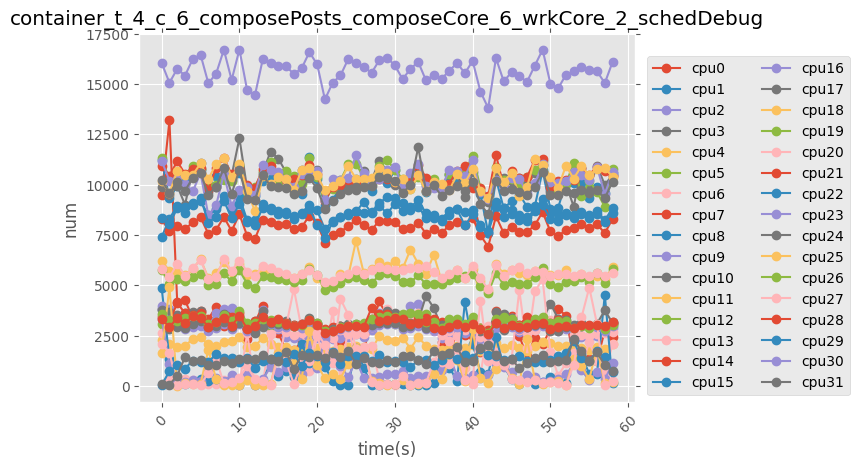 container_t_4_c_6_composePosts_composeCore_6_wrkCore_2_schedDebug
17500
15000
12500
10000
7500
5000
2500
0
num
0
10
20
30
40
50
60
time(s)
cpu0
cpu1
cpu2
cpu3
cpu4
cpu5
cpu6
cpu7
cpu8
cpu9
cpu10
cpu11
cpu12
cpu13
cpu14
cpu15
cpu16
cpu17
cpu18
cpu19
cpu20
cpu21
cpu22
cpu23
cpu24
cpu25
cpu26
cpu27
cpu28
cpu29
cpu30
cpu31